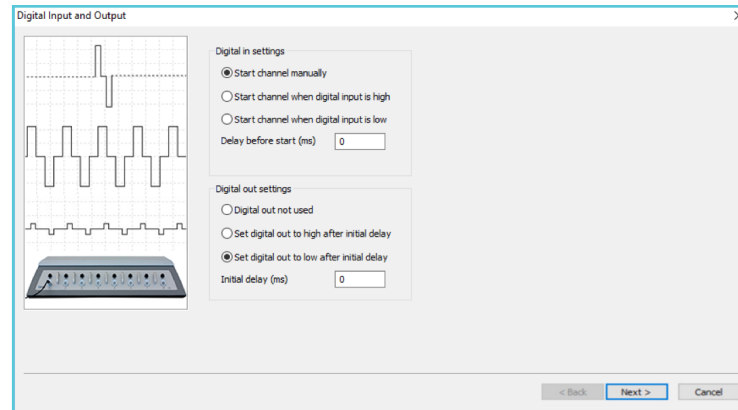 Digital Input and Output
Digital in settings
Start channel manually
Start channel when digital input is high
Start channel when digital input is low
Delay before start (ms) 0
Digital out settings
Digital out not used
Set digital out to high after initial delay
Set digital out to low after initial delay
Initial delay (ms) 0
< Back Next > Cancel